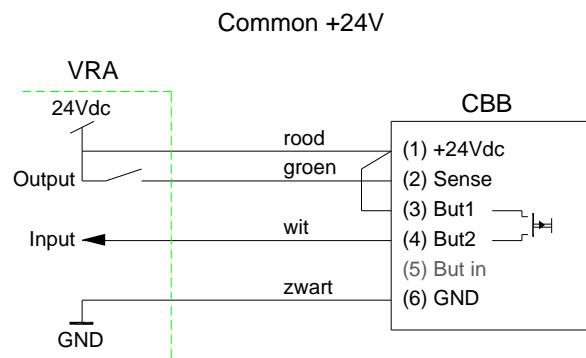 Common +24V
VRA
CBB
24Vdc
rood
(1) +24Vdc
groen
Output
(2) Sense
(3) But1
wit
Input
(4) But2
(5) But in
zwart
(6) GND
GND